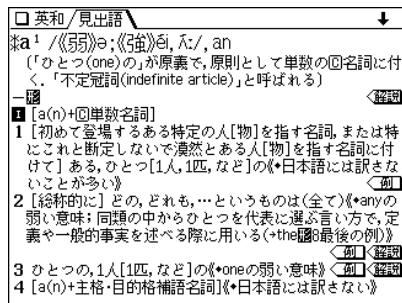 英和/見出語
⁂a¹ /《弱》ə;《強》éi, ʎː/, an
(「ひとつ(one)の」が原義で,原則として単数の🄲名詞に付
く.「不定冠詞(indefinite article)」と呼ばれる)
━形 解説
1 [a(n)+🄲単数名詞]
1 [初めて登場するある特定の人[物]を指す名詞,または特
にこれと断定しないで漠然とある人[物]を指す名詞に付
けて] ある,ひとつ[1人,1匹,など]の《◆日本語には訳さな
いことが多い》 例
2 [総称的に] どの,どれも,…というものは(全て)《◆anyの
弱い意味;同類の中からひとつを代表に選ぶ言い方で,定
義や一般的事実を述べる際に用いる(→the形8最後の例)》
例 解説
3 ひとつの,1人[1匹,など]の《◆oneの弱い意味》 例 解説
4 [a(n)+主格・目的格補語名詞]《◆日本語には訳さない》